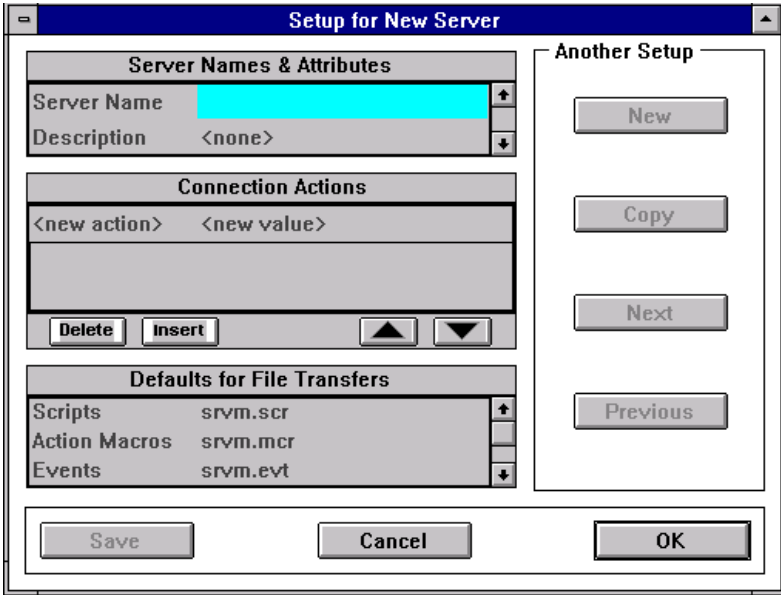 Setup for New Server
Server Names & Attributes
Server Name
Description <none>
Connection Actions
<new action> <new value>
Delete Insert
Defaults for File Transfers
Scripts srvm.scr
Action Macros srvm.mcr
Events srvm.evt
Another Setup
New
Copy
Next
Previous
Save Cancel OK